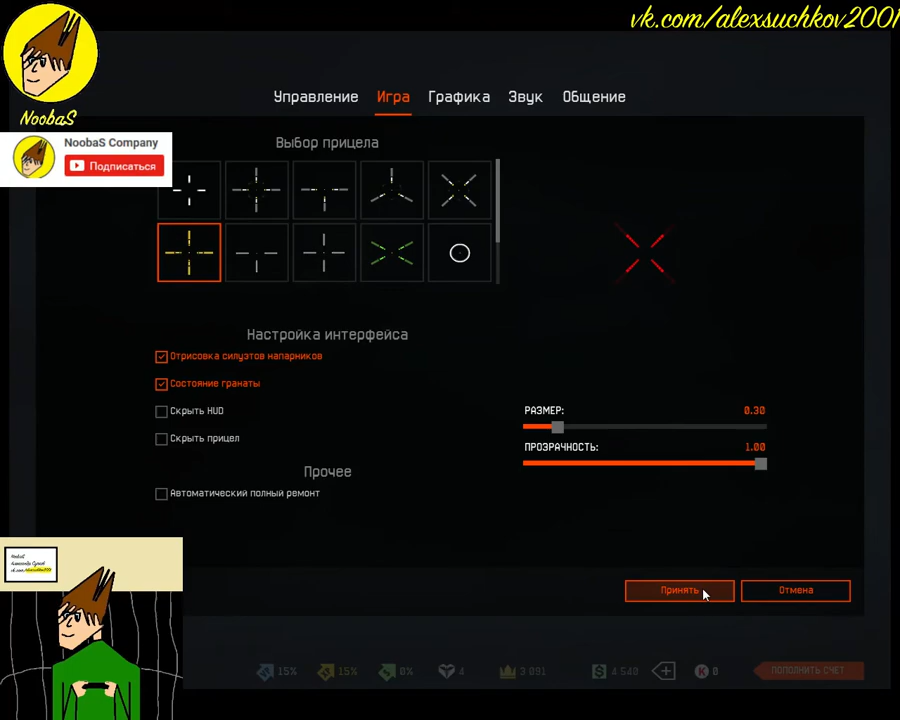 vk.com/alexsuchkov2001
NoobaS
NoobaS Company
Подписаться
Управление Игра Графика Звук Общение
Выбор прицела
Настройка интерфейса
Отрисовка силуэтов напарников
Состояние гранаты
Скрыть HUD
Скрыть прицел
РАЗМЕР: 0.30
ПРОЗРАЧНОСТЬ: 1.00
Прочее
Автоматический полный ремонт
Принять Отмена
15% 15% 0% 4 3 091 4 540 0 ПОПОЛНИТЬ СЧЕТ